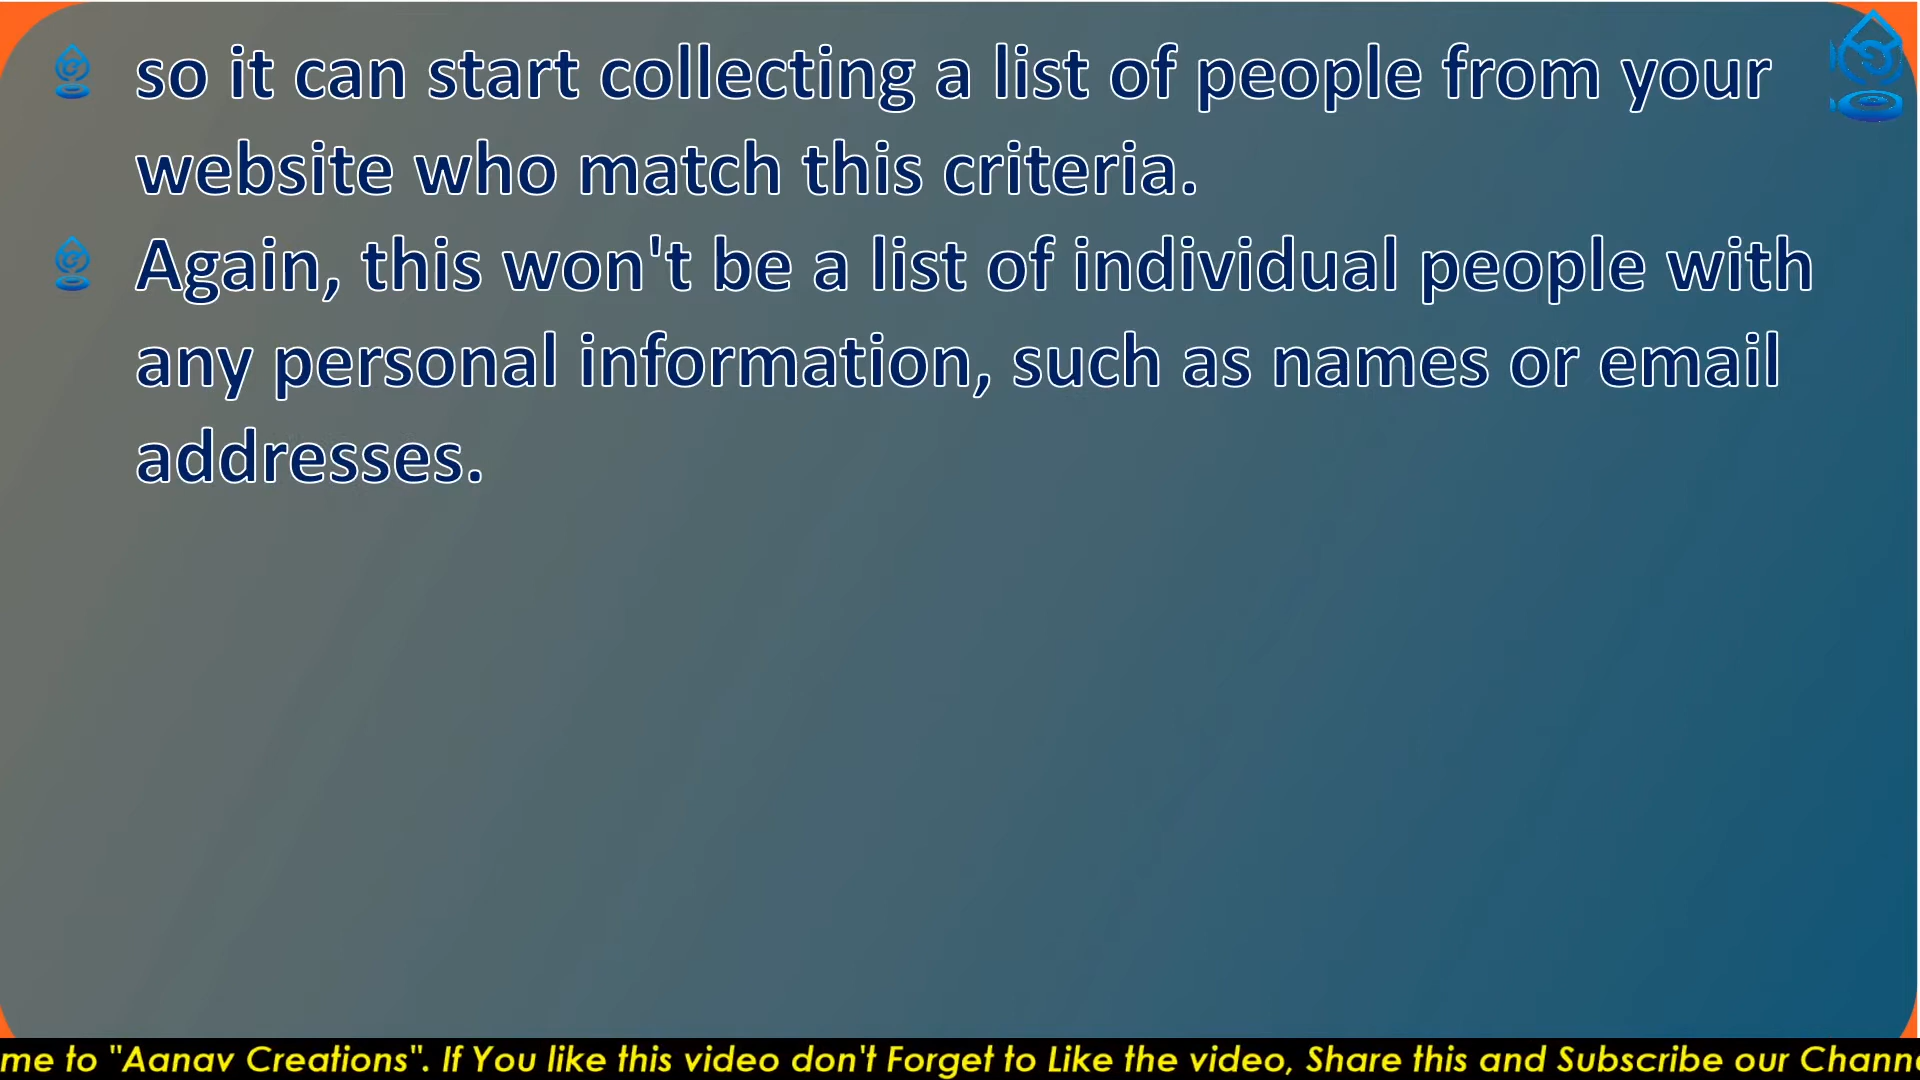 so it can start collecting a list of people from your
website who match this criteria.
Again, this won't be a list of individual people with
any personal information, such as names or email
addresses.
me to "Aanav Creations". If You like this video don't Forget to Like the video, Share this and Subscribe our Chann